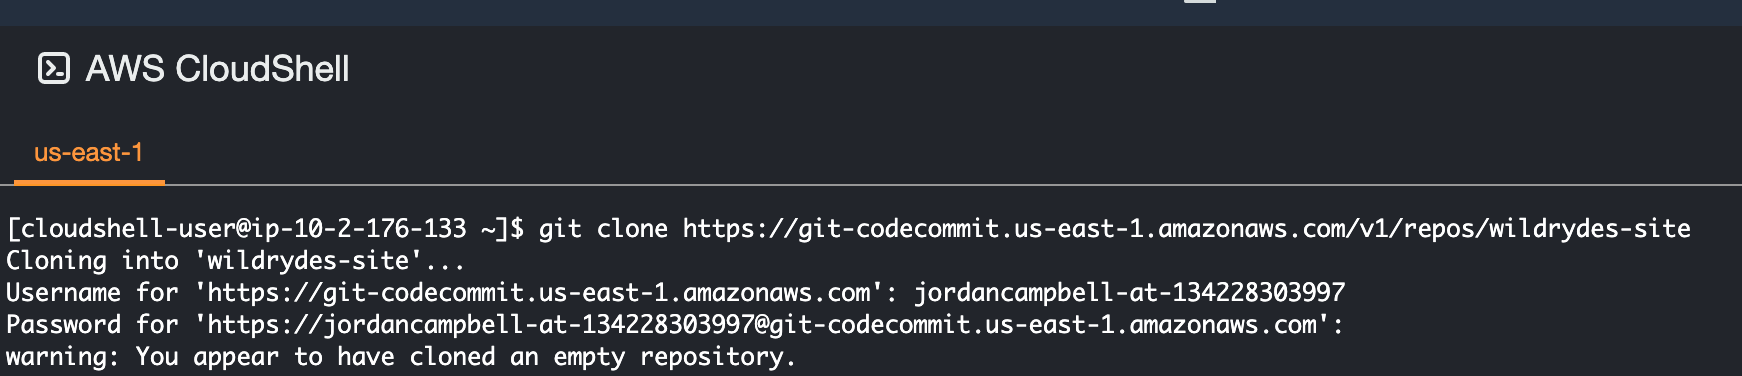 AWS CloudShell
us-east-1
[cloudshell-user@ip-10-2-176-133 ~]$ git clone https://git-codecommit.us-east-1.amazonaws.com/v1/repos/wildrydes-site
Cloning into 'wildrydes-site'...
Username for 'https://git-codecommit.us-east-1.amazonaws.com': jordancampbell-at-134228303997
Password for 'https://jordancampbell-at-134228303997@git-codecommit.us-east-1.amazonaws.com':
warning: You appear to have cloned an empty repository.